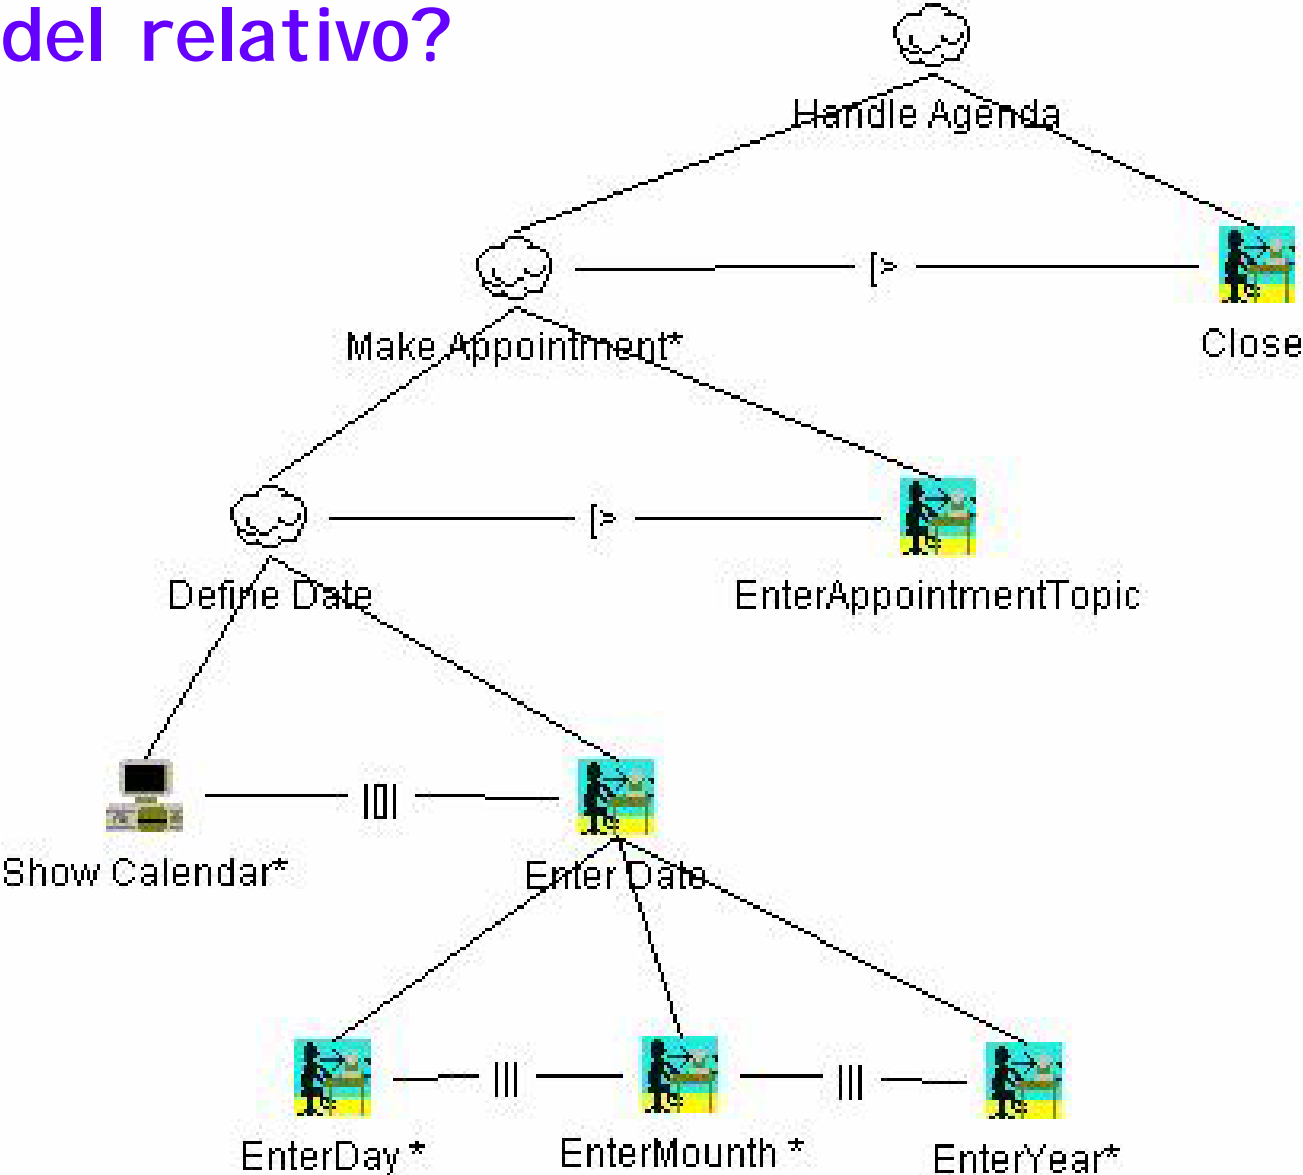 del relativo?
Handle Agenda
[>
Make Appointment*
Close
[>
Define Date
EnterAppointmentTopic
|[]|
Show Calendar*
Enter Date
||| |||
EnterDay * EnterMounth * EnterYear*